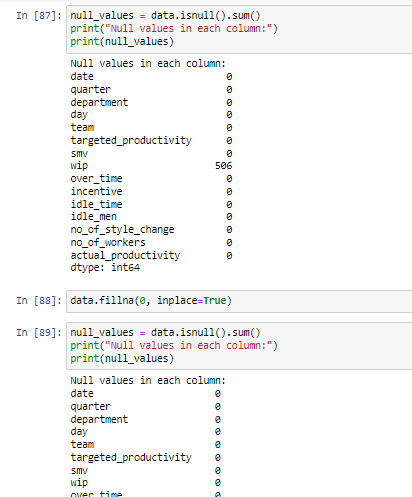 In [87]: null_values = data.isnull().sum()
print("Null values in each column:")
print(null_values)
Null values in each column:
date 0
quarter 0
department 0
day 0
team 0
targeted_productivity 0
smv 0
wip 506
over_time 0
incentive 0
idle_time 0
idle_men 0
no_of_style_change 0
no_of_workers 0
actual_productivity 0
dtype: int64
In [88]: data.fillna(0, inplace=True)
In [89]: null_values = data.isnull().sum()
print("Null values in each column:")
print(null_values)
Null values in each column:
date 0
quarter 0
department 0
day 0
team 0
targeted_productivity 0
smv 0
wip 0
over_time 0